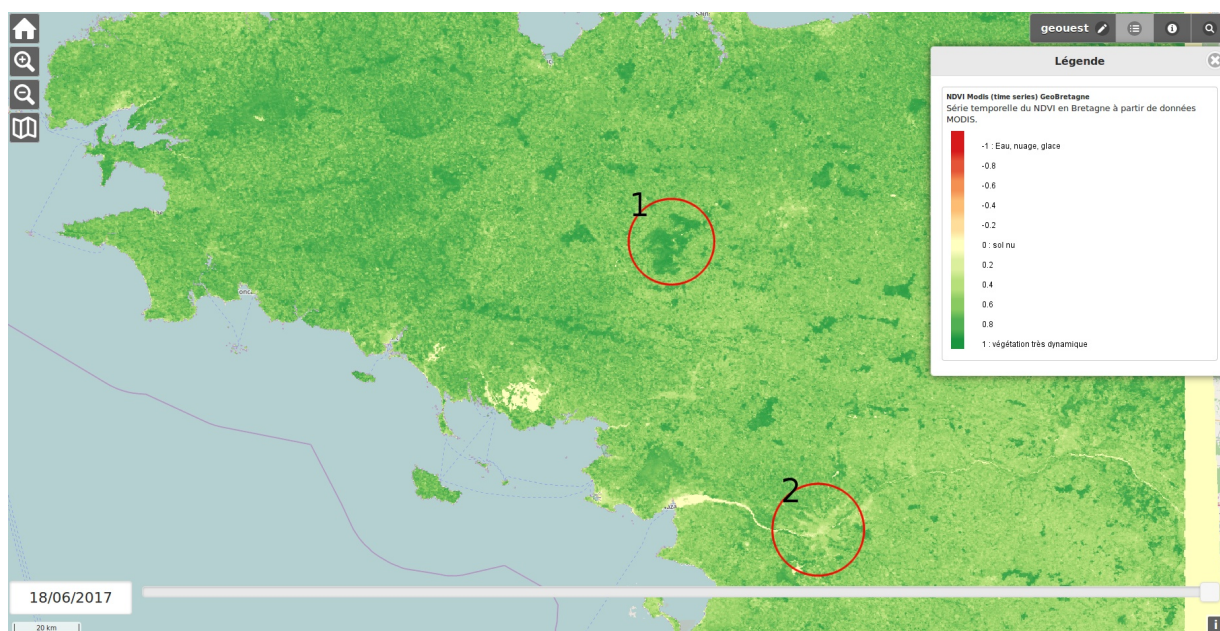 geouest
Légende
NDVI Modis (time series) GeoBretagne
Série temporelle du NDVI en Bretagne à partir de données
MODIS.
-1 : Eau, nuage, glace
-0.8
-0.6
-0.4
-0.2
0 : sol nu
0.2
0.4
0.6
0.8
1 : végétation très dynamique
1
2
18/06/2017
20 km
i